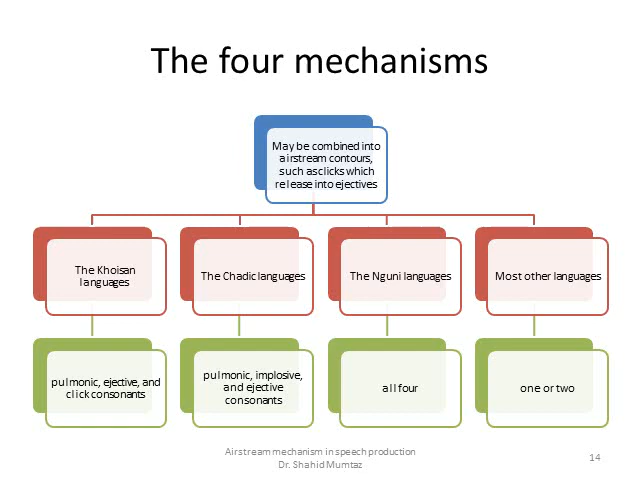 The four mechanisms
May be combined into
airstream contours,
such as clicks which
release into ejectives
The Khoisan
languages
The Chadic languages
The Nguni languages
Most other languages
pulmonic, ejective, and
click consonants
pulmonic, implosive,
and ejective
consonants
all four
one or two
Airstream mechanism in speech production
Dr. Shahid Mumtaz
14